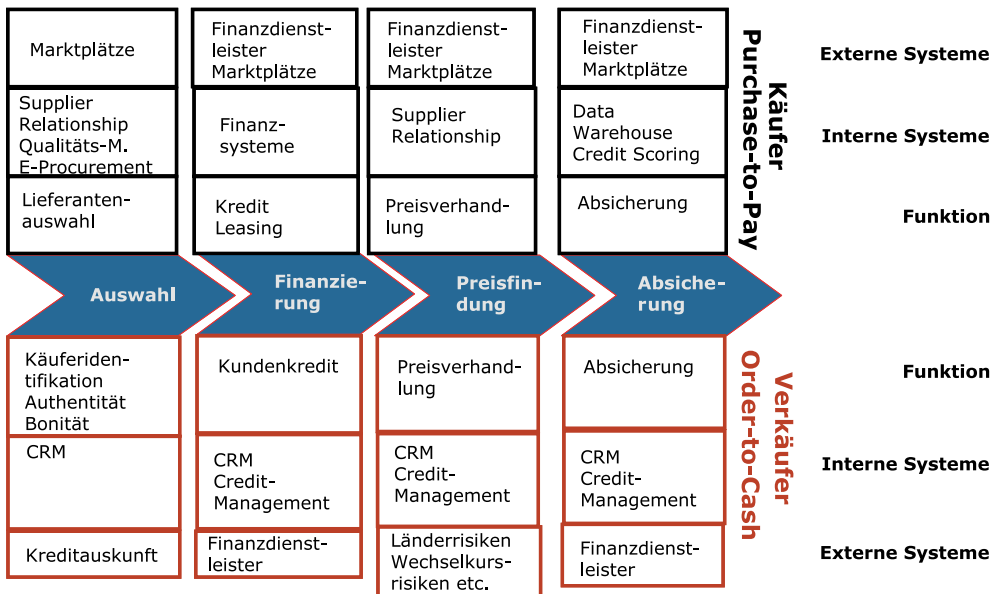 Marktplätze
Finanzdienst-
leister
Marktplätze
Finanzdienst-
leister
Marktplätze
Finanzdienst-
leister
Marktplätze
Externe Systeme
Supplier
Relationship
Qualitäts-M.
E-Procurement
Finanz-
systeme
Supplier
Relationship
Data
Warehouse
Credit Scoring
Interne Systeme
Lieferanten-
auswahl
Kredit
Leasing
Preisverhand-
lung
Absicherung
Funktion
Käufer
Purchase-to-Pay
Auswahl
Finanzie-
rung
Preisfin-
dung
Absiche-
rung
Käuferiden-
tifikation
Authentität
Bonität
Kundenkredit
Preisverhand-
lung
Absicherung
Funktion
CRM
CRM
Credit-
Management
CRM
Credit-
Management
CRM
Credit-
Management
Interne Systeme
Kreditauskunft
Finanzdienst-
leister
Länderrisiken
Wechselkurs-
risiken etc.
Finanzdienst-
leister
Externe Systeme
Verkäufer
Order-to-Cash